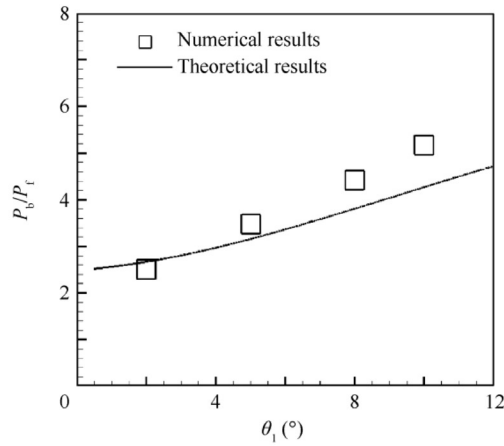 8
Numerical results
Theoretical results
6
P_b/P_f
4
2
0
4
8
12
θ_1 (°)